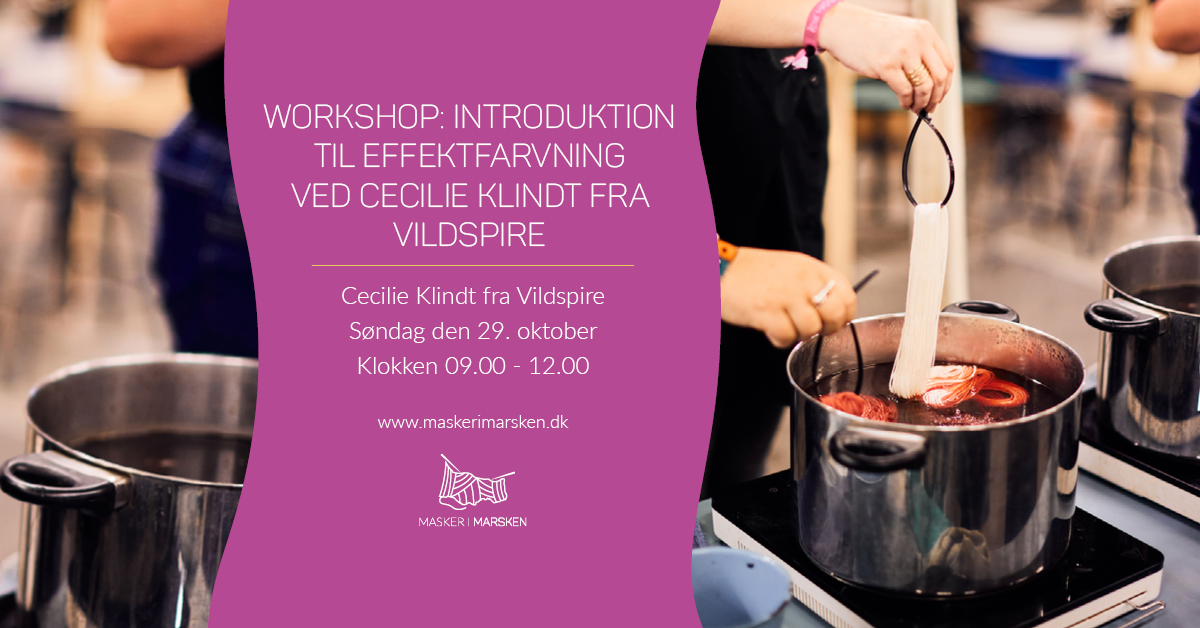 WORKSHOP: INTRODUKTION
TIL EFFEKTFARVNING
VED CECILIE KLINDT FRA
VILDSPIRE
Cecilie Klindt fra Vildspire
Søndag den 29. oktober
Klokken 09.00 - 12.00
www.maskerimarsken.dk
MASKER I MARSKEN